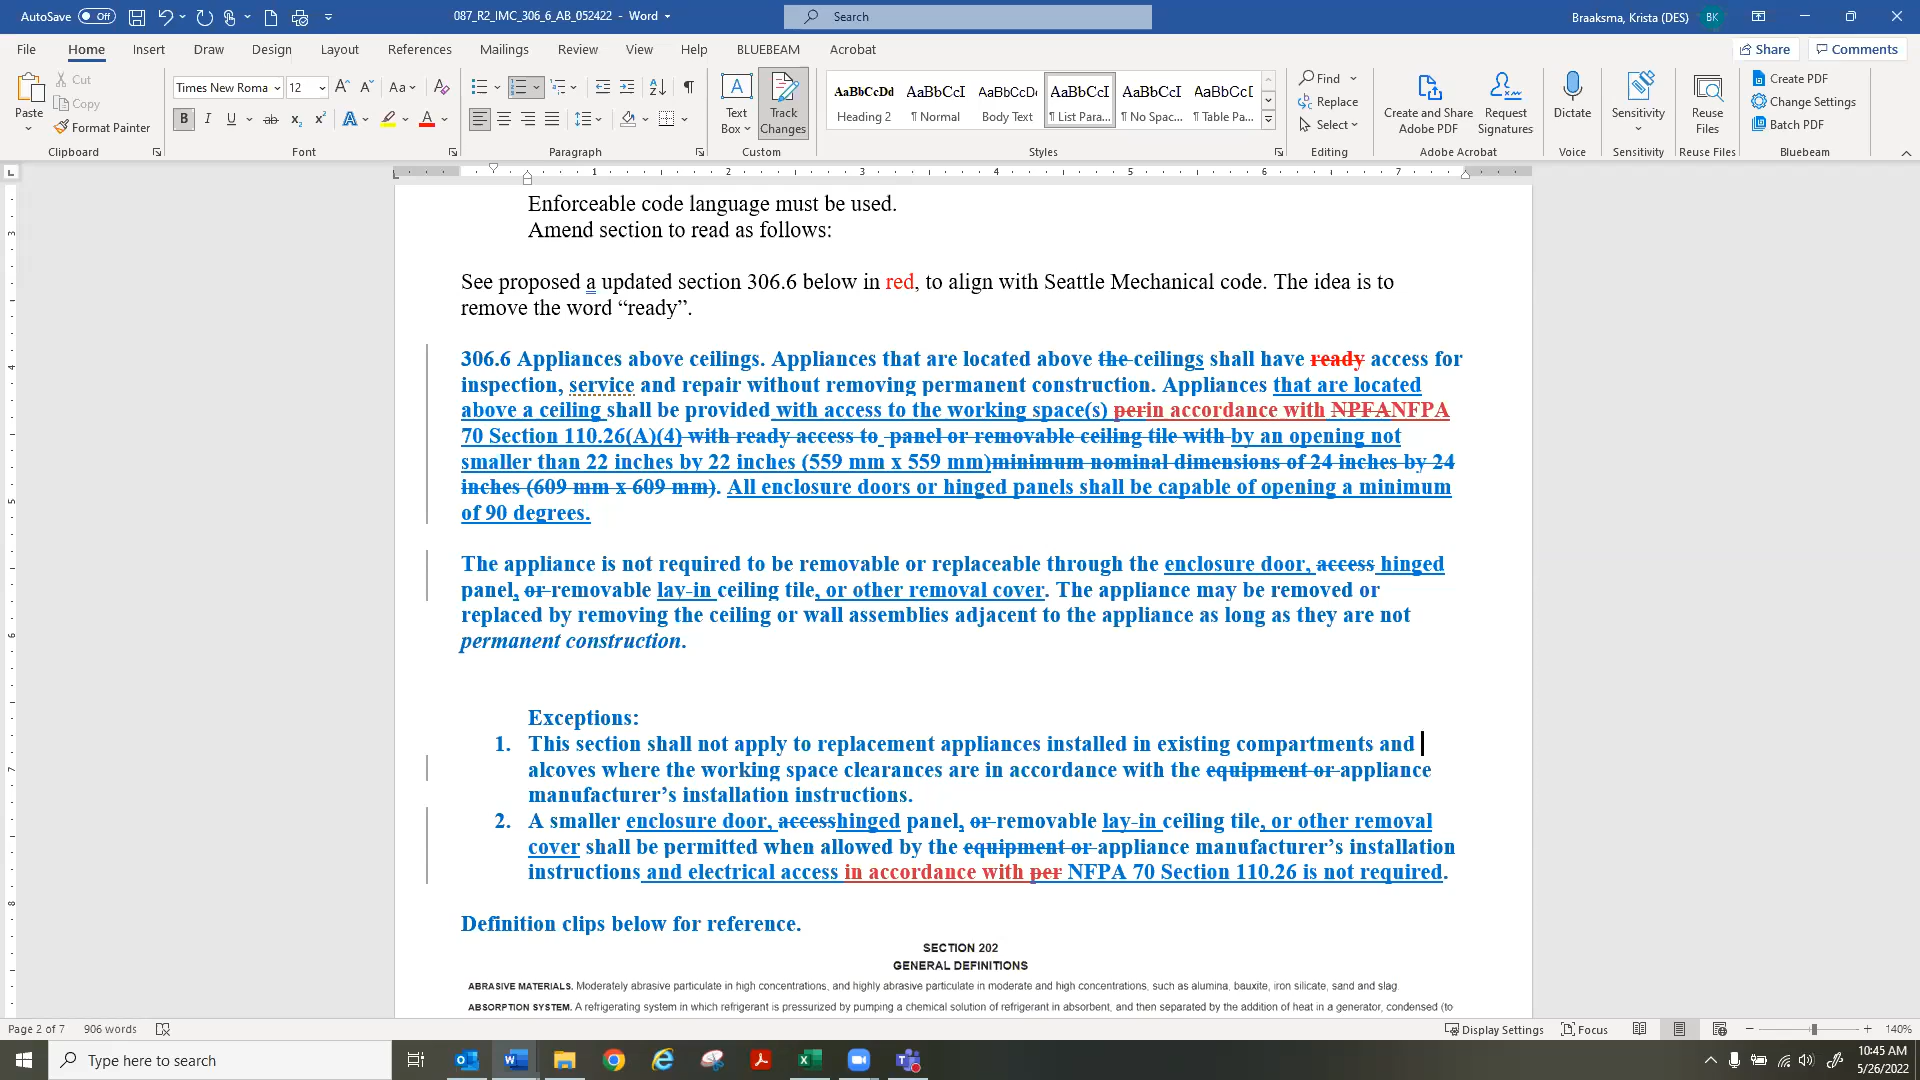 AutoSave Off 087_R2_IMC_306_6_AB_052422 - Word Search Braaksma, Krista (DES) BK
File Home Insert Draw Design Layout References Mailings Review View Help BLUEBEAM Acrobat Share Comments
Paste Cut Copy Format Painter Clipboard
Times New Roma 12 Font
Paragraph
Text Box Track Changes Custom
AaBbCcDd AaBbCcI AaBbCcDc AaBbCcI AaBbCcI AaBbCcI
Heading 2 ¶ Normal Body Text ¶ List Para... ¶ No Spac... ¶ Table Pa...
Styles
Find Replace Select Editing
Create and Share Adobe PDF Request Signatures Adobe Acrobat
Dictate Voice
Sensitivity Sensitivity
Reuse Files Reuse Files
Create PDF Change Settings Batch PDF Bluebeam
1 2 3 4 5 6 7
Enforceable code language must be used.
Amend section to read as follows:
See proposed a updated section 306.6 below in red, to align with Seattle Mechanical code. The idea is to
remove the word “ready”.
306.6 Appliances above ceilings. Appliances that are located above the ceilings shall have ready access for
inspection, service and repair without removing permanent construction. Appliances that are located
above a ceiling shall be provided with access to the working space(s) perin accordance with NPFANFPA
70 Section 110.26(A)(4) with ready access to panel or removable ceiling tile with by an opening not
smaller than 22 inches by 22 inches (559 mm x 559 mm)minimum nominal dimensions of 24 inches by 24
inches (609 mm x 609 mm). All enclosure doors or hinged panels shall be capable of opening a minimum
of 90 degrees.
The appliance is not required to be removable or replaceable through the enclosure door, access hinged
panel, or removable lay-in ceiling tile, or other removal cover. The appliance may be removed or
replaced by removing the ceiling or wall assemblies adjacent to the appliance as long as they are not
permanent construction.
Exceptions:
1. This section shall not apply to replacement appliances installed in existing compartments and
alcoves where the working space clearances are in accordance with the equipment or appliance
manufacturer’s installation instructions.
2. A smaller enclosure door, accesshinged panel, or removable lay-in ceiling tile, or other removal
cover shall be permitted when allowed by the equipment or appliance manufacturer’s installation
instructions and electrical access in accordance with per NFPA 70 Section 110.26 is not required.
Definition clips below for reference.
SECTION 202
GENERAL DEFINITIONS
ABRASIVE MATERIALS. Moderately abrasive particulate in high concentrations, and highly abrasive particulate in moderate and high concentrations, such as alumina, bauxite, iron silicate, sand and slag.
ABSORPTION SYSTEM. A refrigerating system in which refrigerant is pressurized by pumping a chemical solution of refrigerant in absorbent, and then separated by the addition of heat in a generator, condensed (to
Page 2 of 7 906 words Display Settings Focus 140%
Type here to search 10:45 AM
5/26/2022